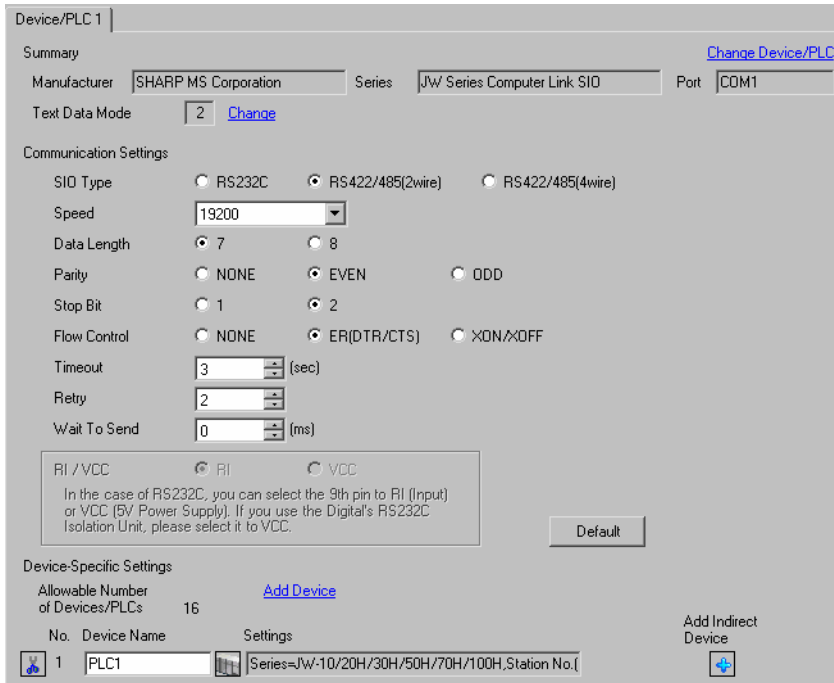 Device/PLC 1
Summary Change Device/PLC
Manufacturer SHARP MS Corporation Series JW Series Computer Link SIO Port COM1
Text Data Mode 2 Change
Communication Settings
SIO Type RS232C RS422/485(2wire) RS422/485(4wire)
Speed 19200
Data Length 7 8
Parity NONE EVEN ODD
Stop Bit 1 2
Flow Control NONE ER(DTR/CTS) XON/XOFF
Timeout 3 (sec)
Retry 2
Wait To Send 0 (ms)
RI / VCC RI VCC
In the case of RS232C, you can select the 9th pin to RI (Input)
or VCC (5V Power Supply). If you use the Digital's RS232C
Isolation Unit, please select it to VCC.
Default
Device-Specific Settings
Allowable Number Add Device
of Devices/PLCs 16
Add Indirect
No. Device Name Settings Device
1 PLC1 Series=JW-10/20H/30H/50H/70H/100H,Station No.(